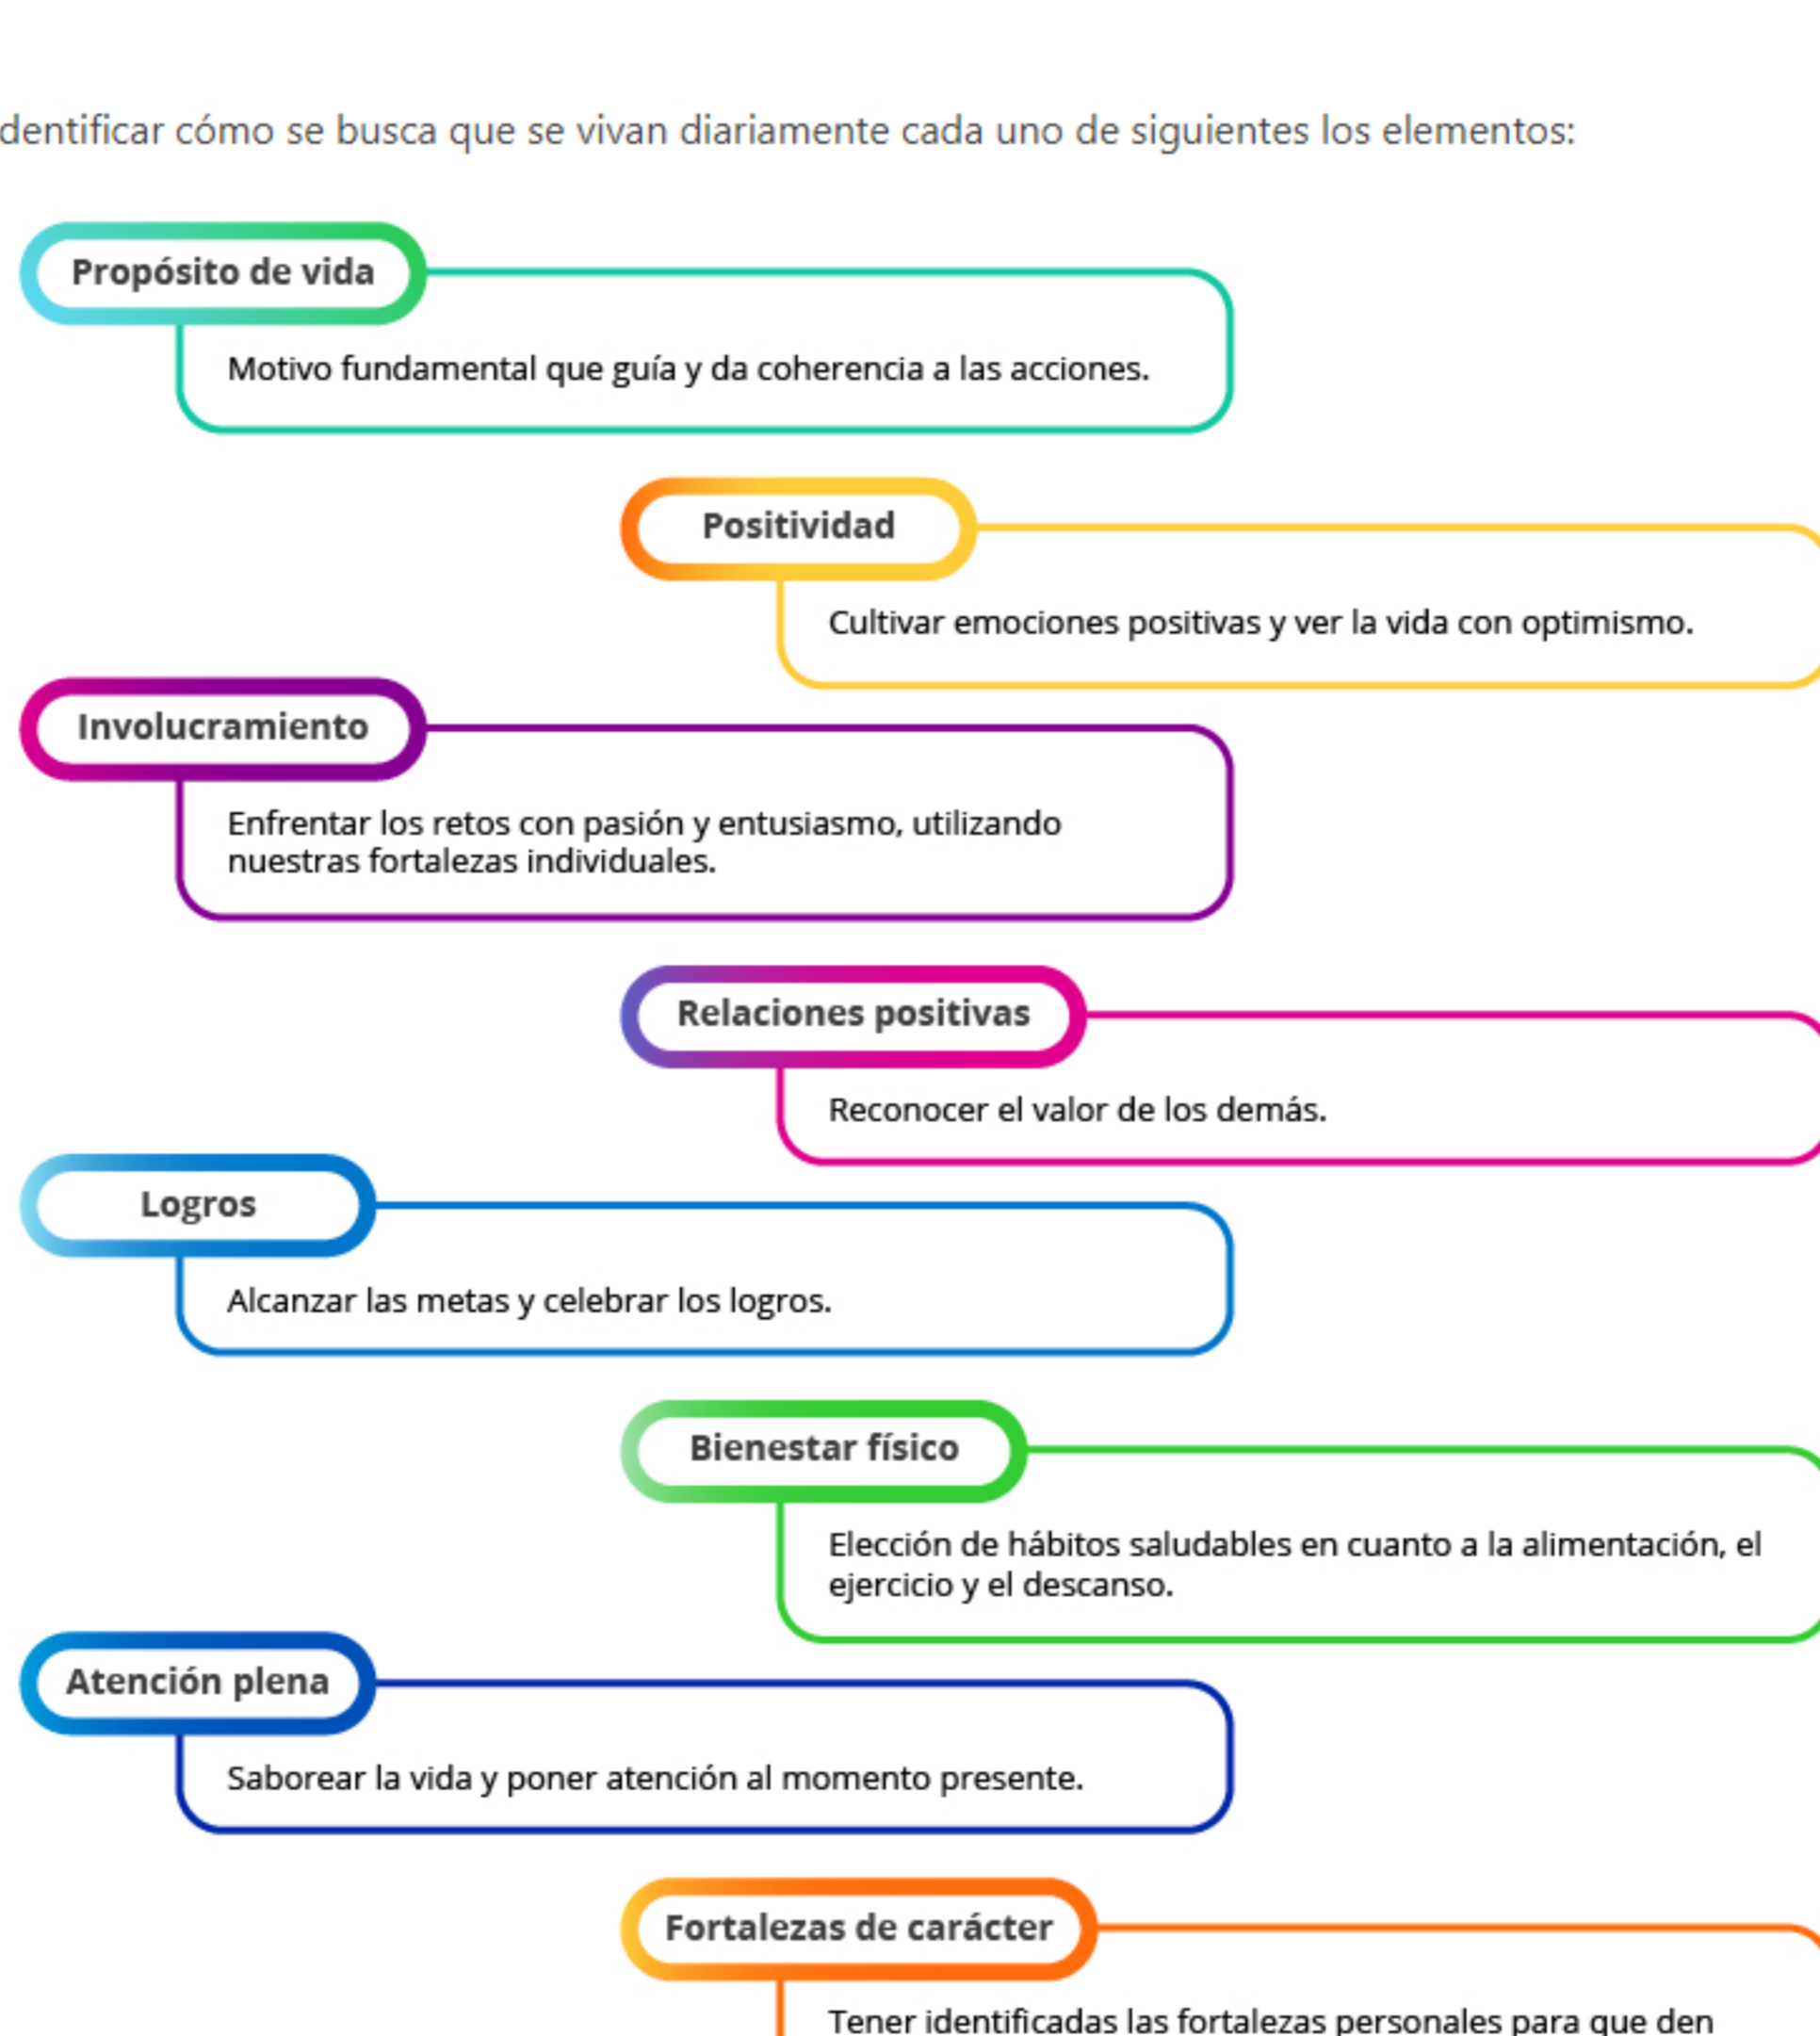 dentificar cómo se busca que se vivan diariamente cada uno de siguientes los elementos:
Propósito de vida
Motivo fundamental que guía y da coherencia a las acciones.
Positividad
Cultivar emociones positivas y ver la vida con optimismo.
Involucramiento
Enfrentar los retos con pasión y entusiasmo, utilizando
nuestras fortalezas individuales.
Relaciones positivas
Reconocer el valor de los demás.
Logros
Alcanzar las metas y celebrar los logros.
Bienestar físico
Elección de hábitos saludables en cuanto a la alimentación, el
ejercicio y el descanso.
Atención plena
Saborear la vida y poner atención al momento presente.
Fortalezas de carácter
Tener identificadas las fortalezas personales para que den